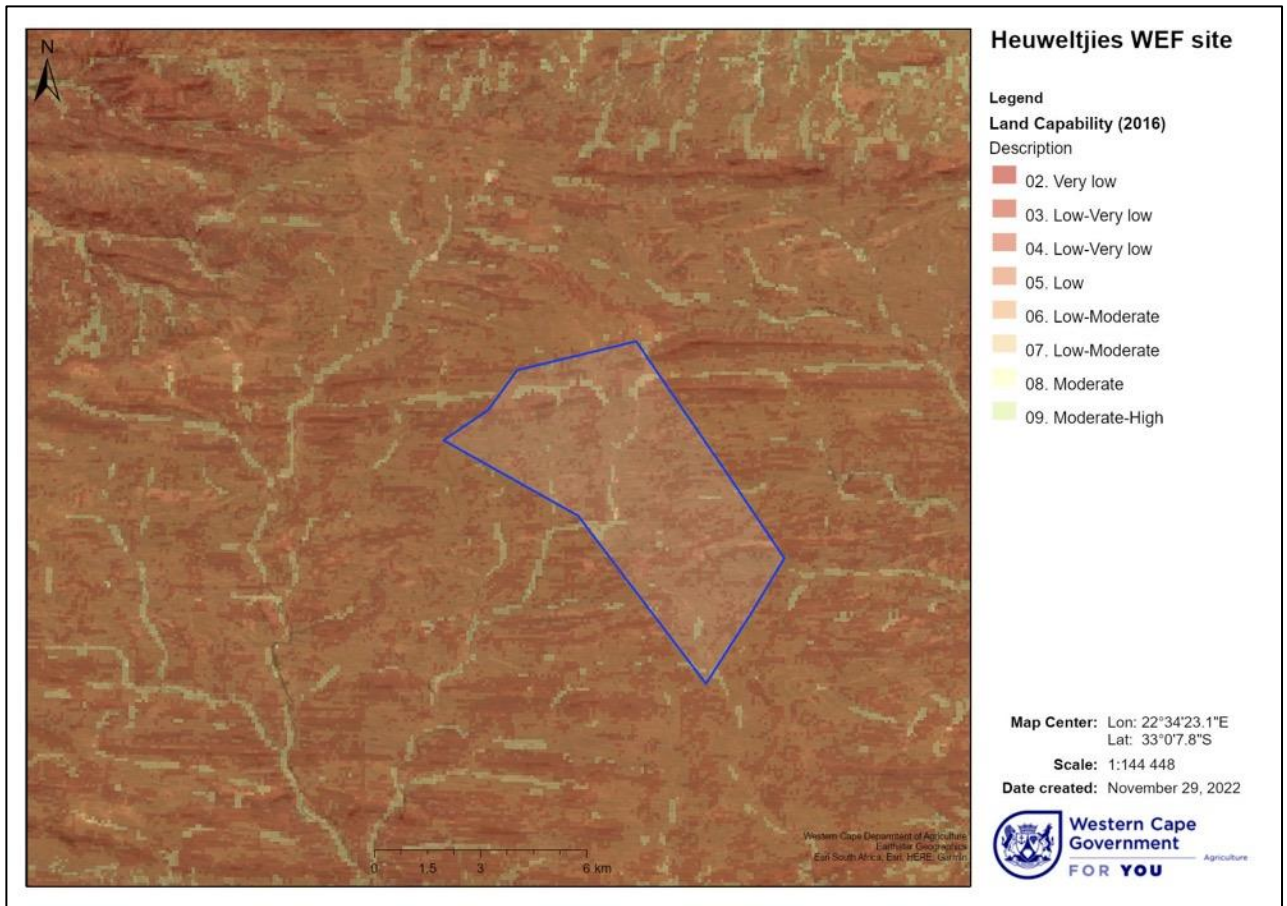 N
Heuweltjies WEF site
Legend
Land Capability (2016)
Description
02. Very low
03. Low-Very low
04. Low-Very low
05. Low
06. Low-Moderate
07. Low-Moderate
08. Moderate
09. Moderate-High
Map Center: Lon: 22°34'23.1"E
Lat: 33°0'7.8"S
Scale: 1:144 448
Date created: November 29, 2022
Western Cape Department of Agriculture
Earthstar Geographics
Esri South Africa, Esri, HERE, Garmin
0 1.5 3 6 km
Western Cape
Government
Agriculture
FOR YOU